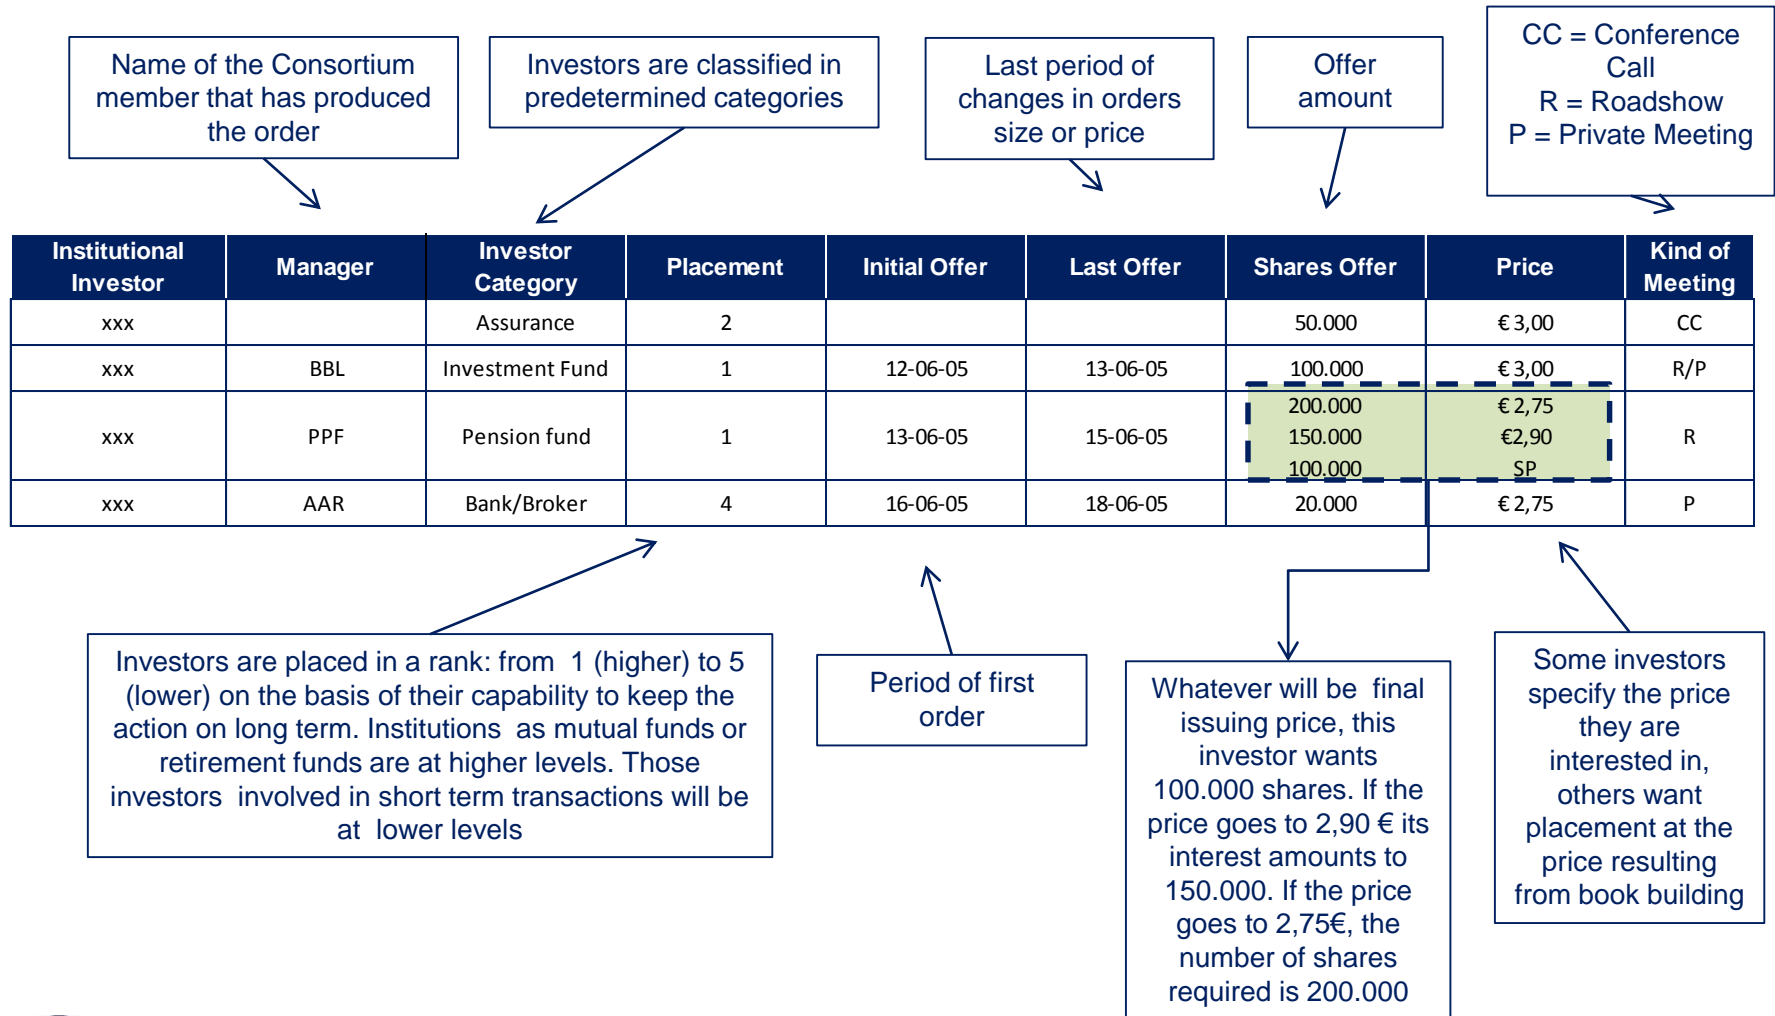 Name of the Consortium
member that has produced
the order
Investors are classified in
predetermined categories
Last period of
changes in orders
size or price
Offer
amount
CC = Conference
Call
R = Roadshow
P = Private Meeting
Institutional Investor Manager Investor Category Placement Initial Offer Last Offer Shares Offer Price Kind of Meeting
xxx Assurance 2 50.000 € 3,00 CC
xxx BBL Investment Fund 1 12-06-05 13-06-05 100.000 € 3,00 R/P
200.000 € 2,75
xxx PPF Pension fund 1 13-06-05 15-06-05 150.000 €2,90 R
100.000 SP
xxx AAR Bank/Broker 4 16-06-05 18-06-05 20.000 € 2,75 P
Investors are placed in a rank: from 1 (higher) to 5
(lower) on the basis of their capability to keep the
action on long term. Institutions as mutual funds or
retirement funds are at higher levels. Those
investors involved in short term transactions will be
at lower levels
Period of first
order
Whatever will be final
issuing price, this
investor wants
100.000 shares. If the
price goes to 2,90 € its
interest amounts to
150.000. If the price
goes to 2,75€, the
number of shares
required is 200.000
Some investors
specify the price
they are
interested in,
others want
placement at the
price resulting
from book building